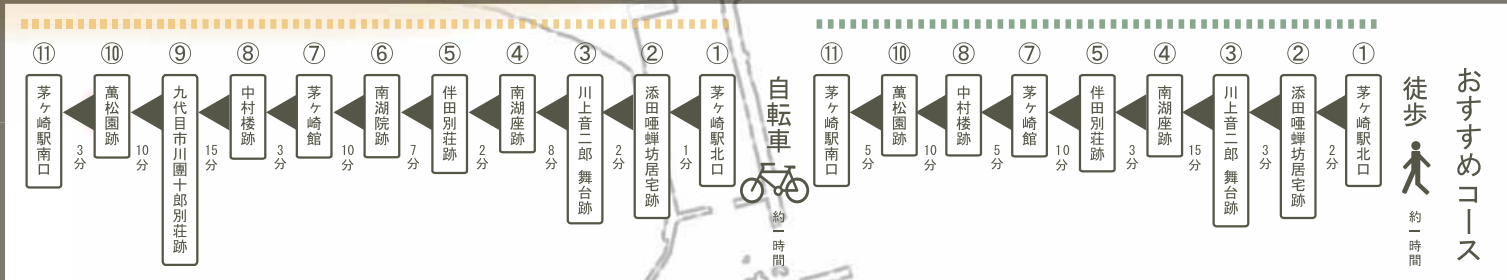 おすすめコース
徒歩
約一時間
①
茅ヶ崎駅北口
2分
②
添田唖蝉坊居宅跡
3分
③
川上音二郎 舞台跡
15分
④
南湖座跡
3分
⑤
伴田別荘跡
10分
⑦
茅ヶ崎館
5分
⑧
中村楼跡
10分
⑩
萬松園跡
5分
⑪
茅ヶ崎駅南口
自転車
約一時間
①
茅ヶ崎駅北口
1分
②
添田唖蝉坊居宅跡
2分
③
川上音二郎 舞台跡
8分
④
南湖座跡
2分
⑤
伴田別荘跡
7分
⑥
南湖院跡
10分
⑦
茅ヶ崎館
3分
⑧
中村楼跡
15分
⑨
九代目市川團十郎別荘跡
10分
⑩
萬松園跡
3分
⑪
茅ヶ崎駅南口